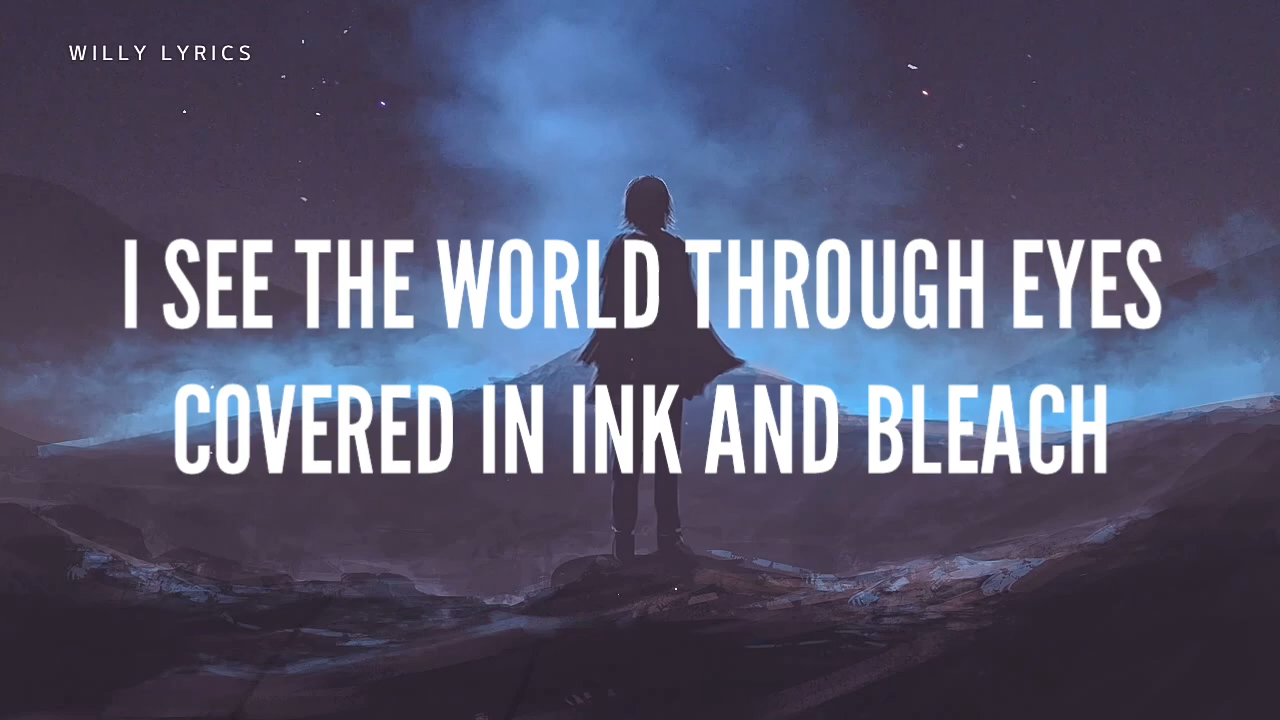 WILLY LYRICS
I SEE THE WORLD THROUGH EYES
COVERED IN INK AND BLEACH